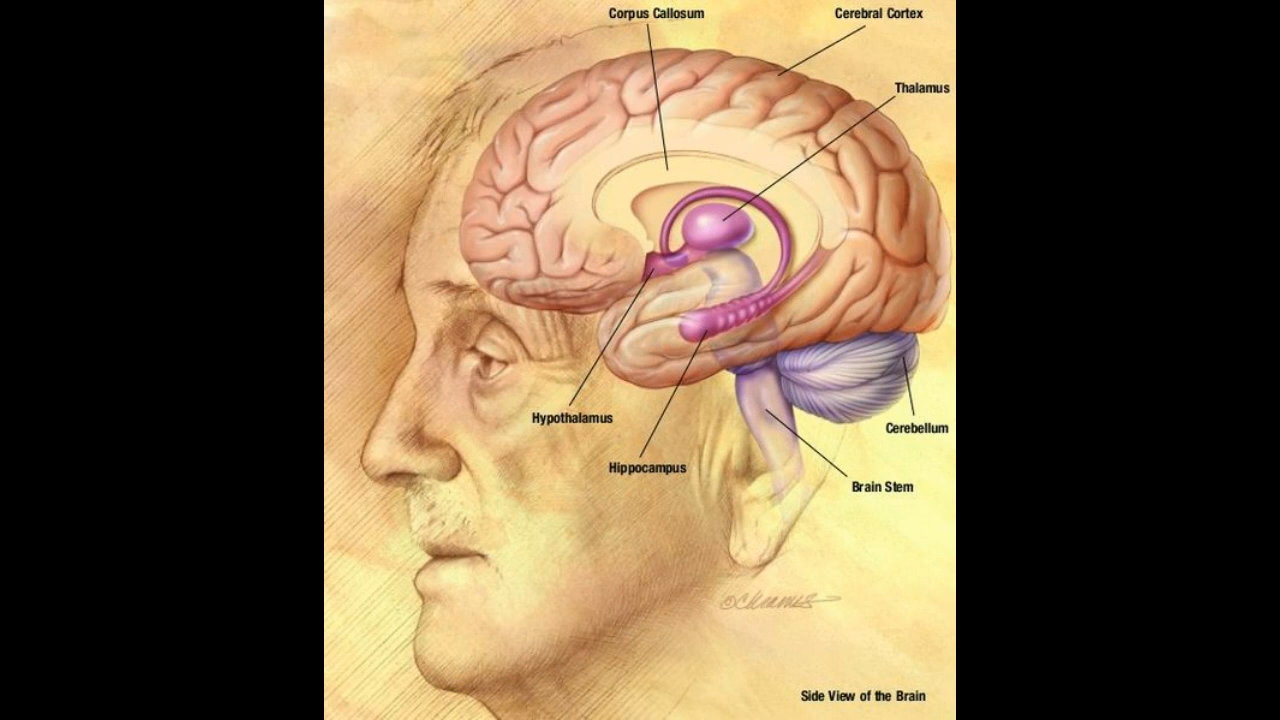 Corpus Callosum
Cerebral Cortex
Thalamus
Hypothalamus
Cerebellum
Hippocampus
Brain Stem
Side View of the Brain